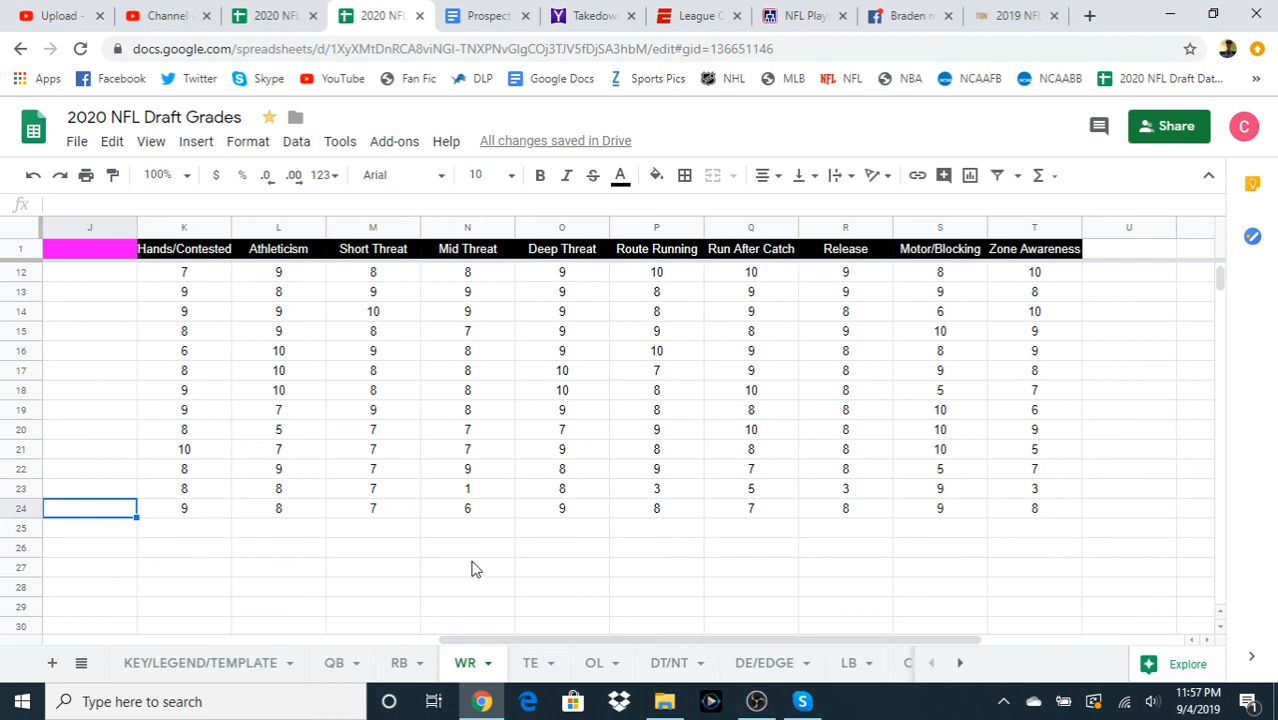 Upload - Channel 2020 NFL 2020 NFL Prospect Takedow League C NFL Play Braden m 2019 NFL
docs.google.com/spreadsheets/d/1XyXMtDnRCA8viNGI-TNXPNvGlgCOj3TJV5fDjSA3hbM/edit#gid=136651146
Apps Facebook Twitter Skype YouTube Fan Fic DLP Google Docs Sports Pics NHL MLB NFL NBA NCAAFB NCAABB 2020 NFL Draft Dat... »
2020 NFL Draft Grades
File Edit View Insert Format Data Tools Add-ons Help All changes saved in Drive
Share C
100% $ % .0 .00 123 Arial 10 B I S A
fx
J K L M N O P Q R S T U
1 Hands/Contested Athleticism Short Threat Mid Threat Deep Threat Route Running Run After Catch Release Motor/Blocking Zone Awareness
12 7 9 8 8 9 10 10 9 8 10
13 9 8 9 9 9 8 9 9 9 8
14 9 9 10 9 9 8 9 8 6 10
15 8 9 8 7 9 9 8 9 10 9
16 6 10 9 8 9 10 9 8 8 9
17 8 10 8 8 10 7 9 8 9 8
18 9 10 8 8 10 8 10 8 5 7
19 9 7 9 8 9 8 8 8 10 6
20 8 5 7 7 7 9 10 8 10 9
21 10 7 7 7 9 8 8 8 10 5
22 8 9 7 9 8 9 7 8 5 7
23 8 8 7 1 8 3 5 3 9 3
24 9 8 7 6 9 8 7 8 9 8
25
26
27
28
29
30
KEY/LEGEND/TEMPLATE QB RB WR TE OL DT/NT DE/EDGE LB C Explore
Type here to search
11:57 PM
9/4/2019
1